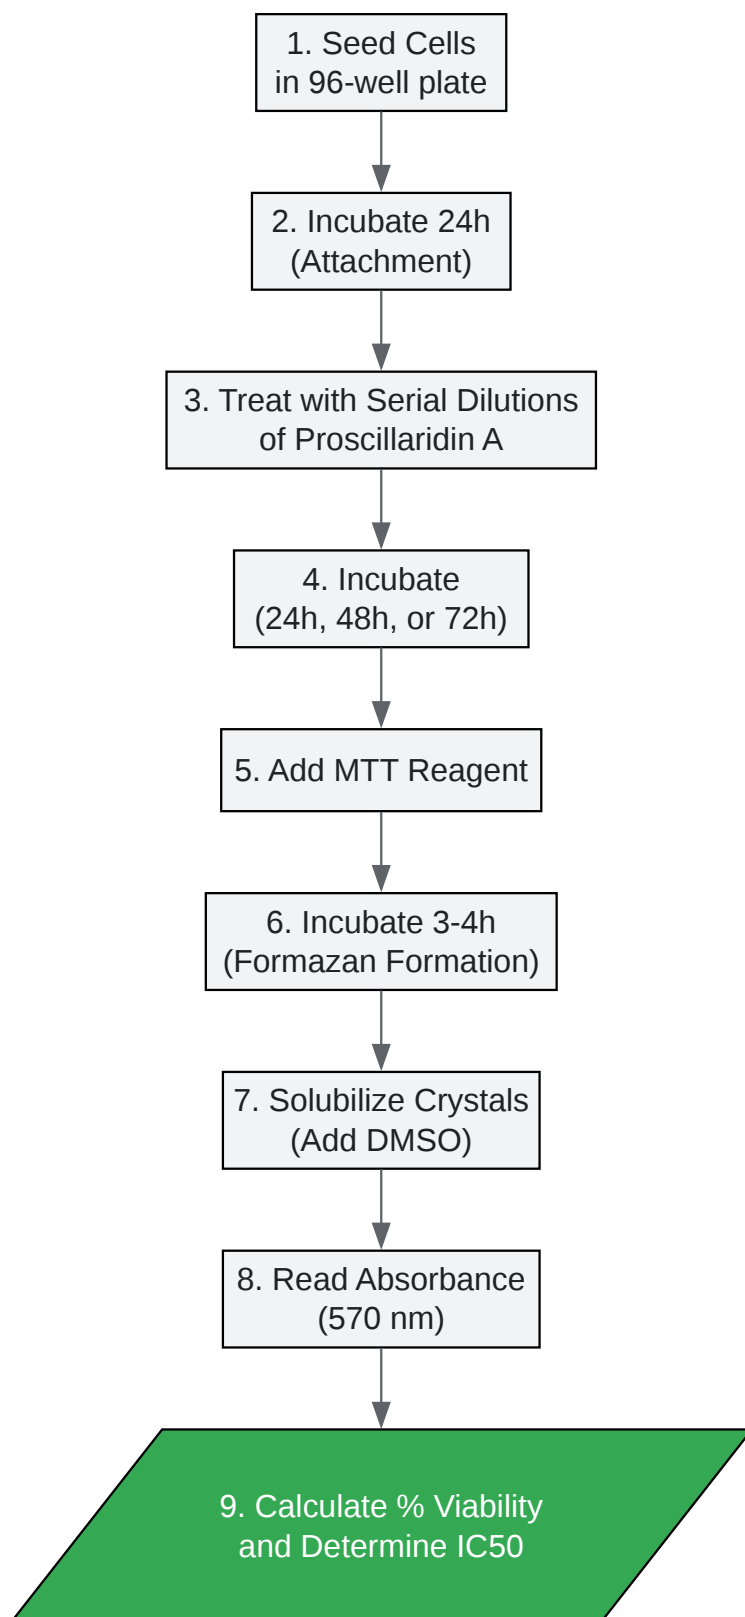 1. Seed Cells
in 96-well plate
2. Incubate 24h
(Attachment)
3. Treat with Serial Dilutions
of Proscillaridin A
4. Incubate
(24h, 48h, or 72h)
5. Add MTT Reagent
6. Incubate 3-4h
(Formazan Formation)
7. Solubilize Crystals
(Add DMSO)
8. Read Absorbance
(570 nm)
9. Calculate % Viability
and Determine IC50